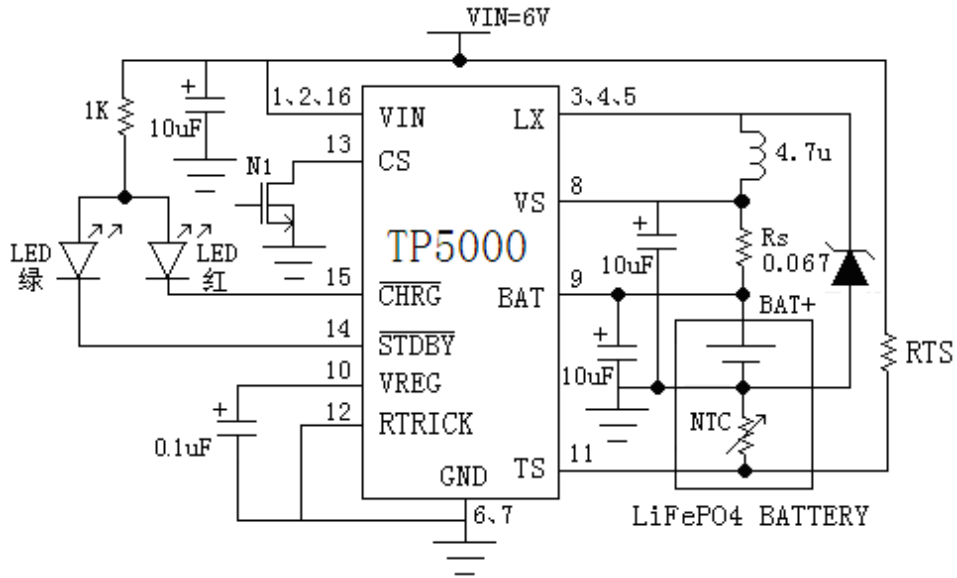 VIN=6V
1K
10uF
1、2、16
VIN
3、4、5
LX
4.7u
13
CS
N1
8
VS
TP5000
10uF
Rs
0.067
LED
绿
LED
红
15
CHRG
9
BAT
BAT+
14
STDBY
10uF
RTS
10
VREG
12
RTRICK
0.1uF
NTC
11
TS
GND
6、7
LiFePO4 BATTERY